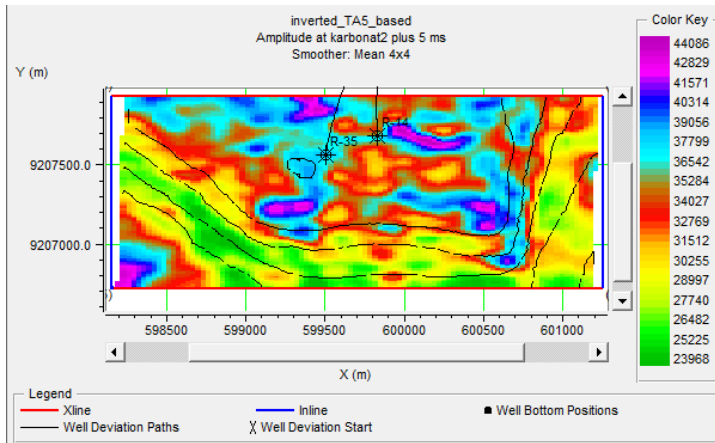 inverted_TA5_based
Amplitude at karbonat2 plus 5 ms
Smoother: Mean 4x4
Color Key
Y (m)
44086
42829
41571
40314
39056
37799
36542
35284
34027
32769
31512
30255
28997
27740
26482
25225
23968
R-35
9207500.0
9207000.0
598500 599000 599500 600000 600500 601000
X (m)
Legend
Xline Inline Well Bottom Positions
Well Deviation Paths Well Deviation Start